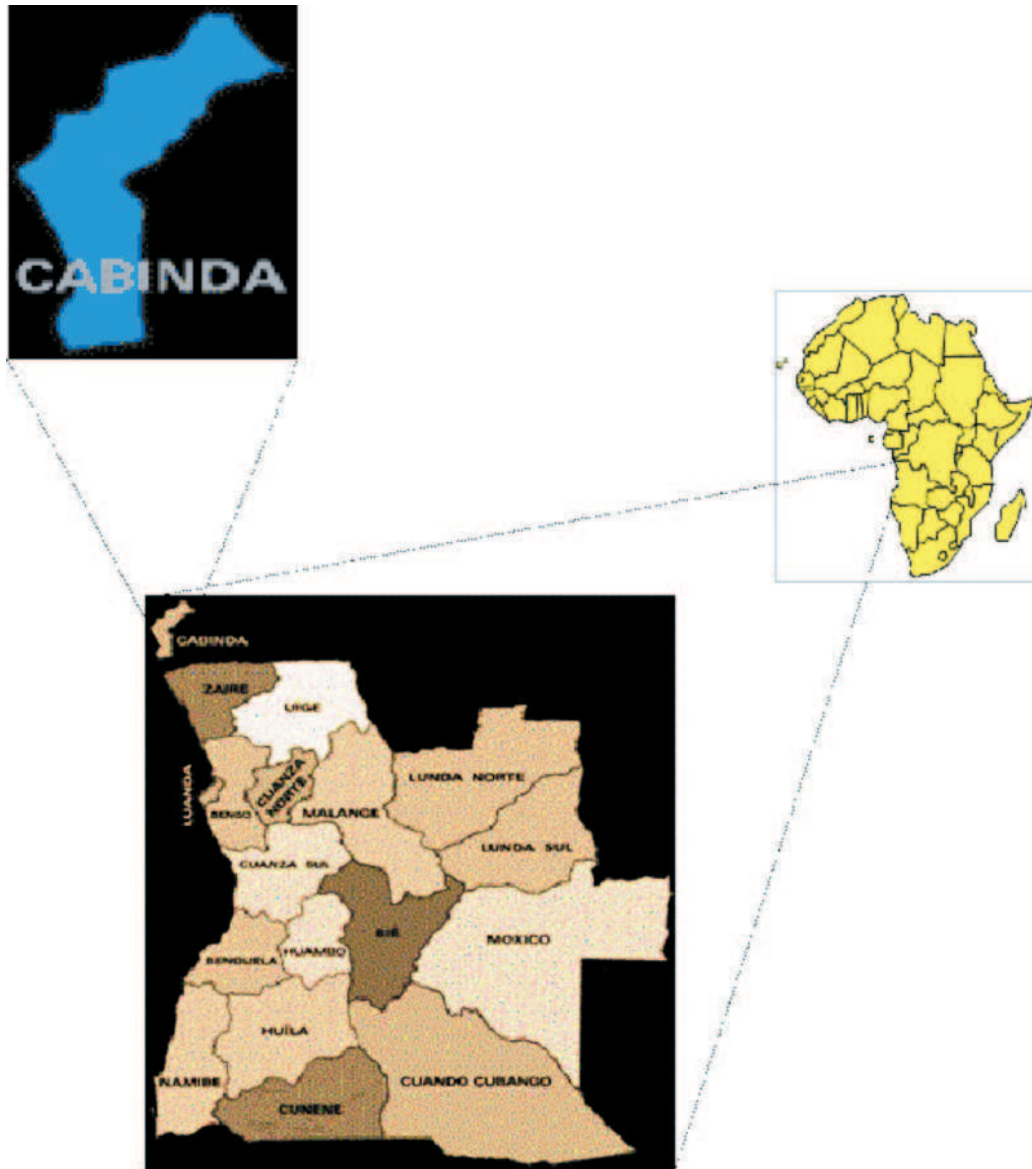 CABINDA
CABINDA
ZAIRE
UIGE
LUANDA
BENGO
CUANZA
NORTE
MALANGE
LUNDA NORTE
LUNDA SUL
CUANZA SUL
BIÉ
HUAMBO
MOXICO
BENGUELA
HUÍLA
NAMIBE
CUNENE
CUANDO CUBANGO